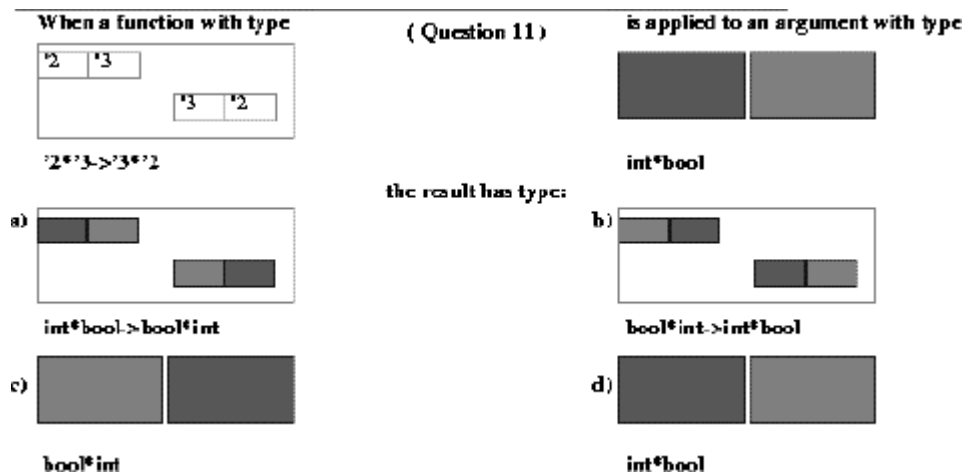 When a function with type
( Question 11 )
is applied to an argument with type
'2 '3
'3 '2
'2*'3->'3*'2
int*bool
the result has type:
a)
b)
int*bool->bool*int
bool*int->int*bool
c)
d)
bool*int
int*bool